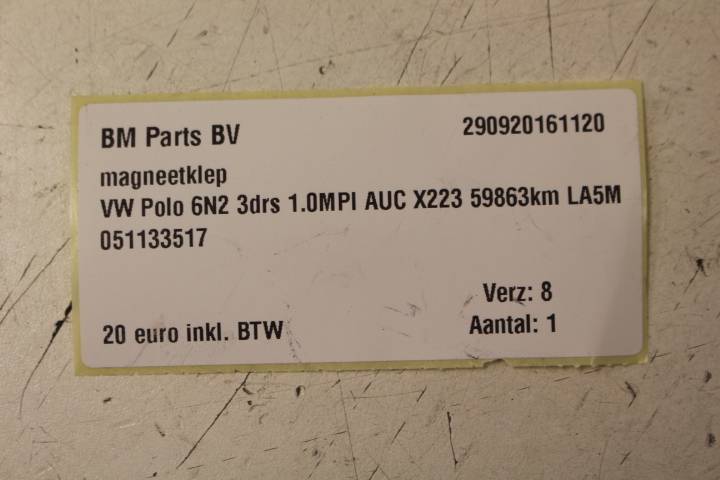 BM Parts BV 290920161120
magneetklep
VW Polo 6N2 3drs 1.0MPI AUC X223 59863km LA5M
051133517
Verz: 8
20 euro inkl. BTW Aantal: 1